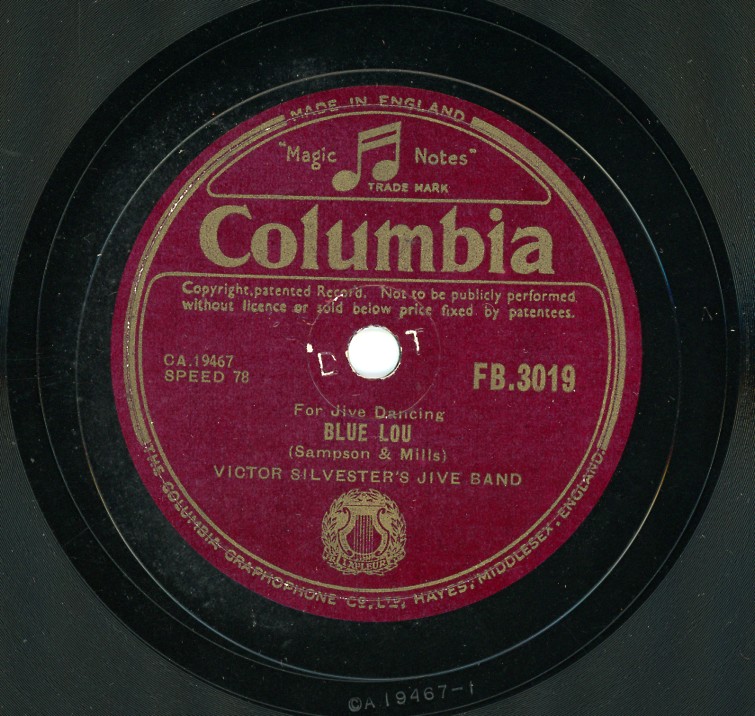 MADE IN ENGLAND
"Magic Notes"
TRADE MARK
Columbia
Copyright, patented Record. Not to be publicly performed
without licence or sold below price fixed by patentees.
D T
CA.19467
SPEED 78
FB.3019
For Jive Dancing
BLUE LOU
(Sampson & Mills)
VICTOR SILVESTER'S JIVE BAND
THE COLUMBIA GRAPHOPHONE CO., LTD., HAYES, MIDDLESEX, ENGLAND.
CA 19467-1